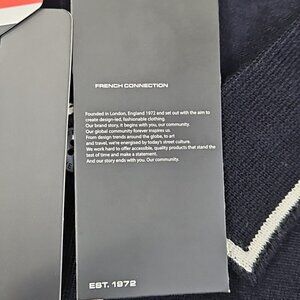 FRENCH CONNECTION
Founded in London, England 1972 and set out with the aim to
create design-led, fashionable clothing.
Our brand story, it begins with you, our community.
Our global community forever inspires us.
From design trends around the globe, to art
and travel, we're energised by today's street culture.
We work hard to offer accessible, quality products that stand the
test of time and make a statement.
And our story ends with you. Our community.
EST. 1972